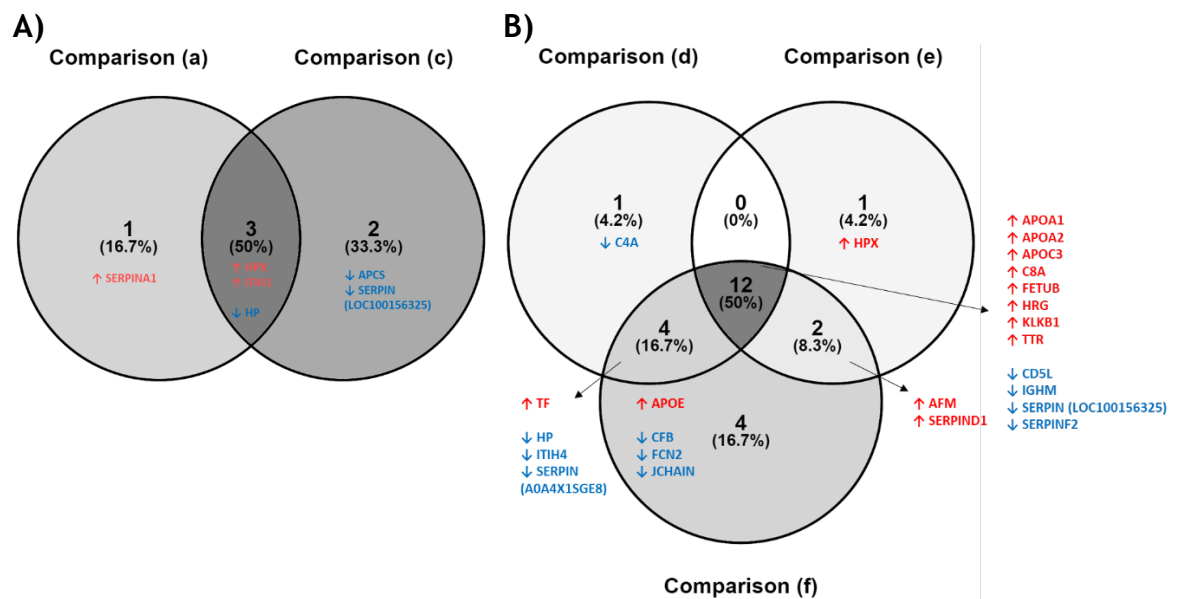 A)
Comparison (a)
Comparison (c)
1
(16.7%)
↑ SERPINA1
3
(50%)
↑ HPX
↑ ITIH1
↓ HP
2
(33.3%)
↓ APCS
↓ SERPIN
(LOC100156325)
B)
Comparison (d)
Comparison (e)
1
(4.2%)
↓ C4A
0
(0%)
1
(4.2%)
↑ HPX
12
(50%)
4
(16.7%)
2
(8.3%)
↑ APOA1
↑ APOA2
↑ APOC3
↑ C8A
↑ FETUB
↑ HRG
↑ KLKB1
↑ TTR
↓ CD5L
↓ IGHM
↓ SERPIN (LOC100156325)
↓ SERPINF2
↑ TF
↓ HP
↓ ITIH4
↓ SERPIN
(A0A4X1SGE8)
↑ APOE
↓ CFB
↓ FCN2
↓ JCHAIN
4
(16.7%)
↑ AFM
↑ SERPIND1
Comparison (f)